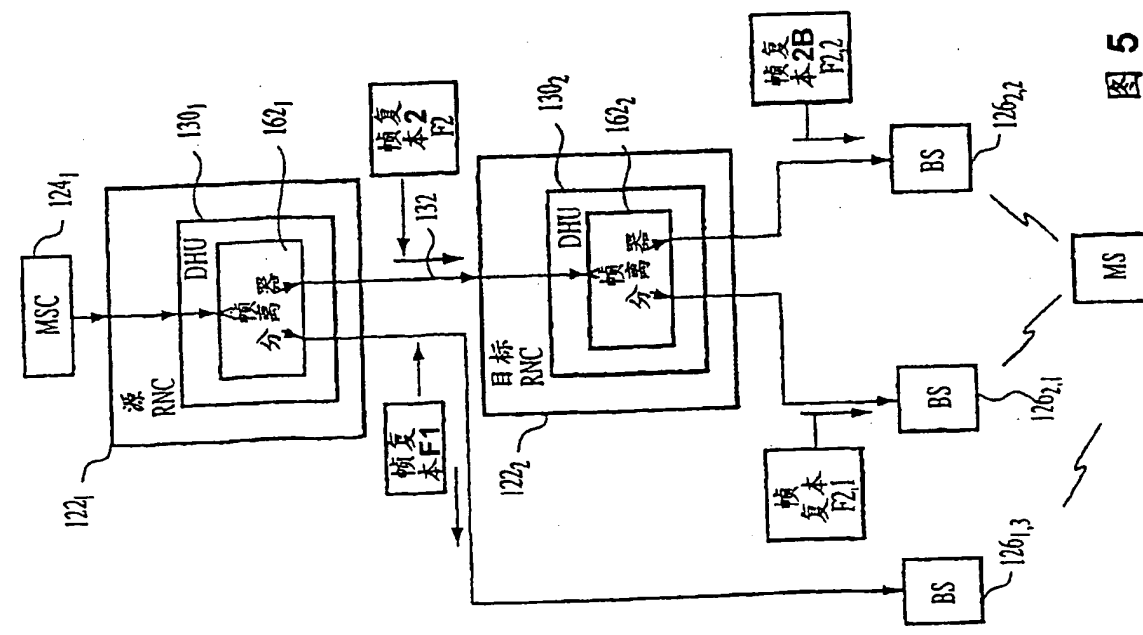 MSC
124₁
源
RNC
122₁
DHU
130₁
帧
分离器
162₁
帧复
本F1
帧复
本2
F2
132
目标
RNC
122₂
DHU
130₂
帧
分离器
162₂
帧
复本
F2,1
帧复
本2B
F2,2
BS
126₁,₃
BS
126₂,₁
BS
126₂,₂
MS
图 5